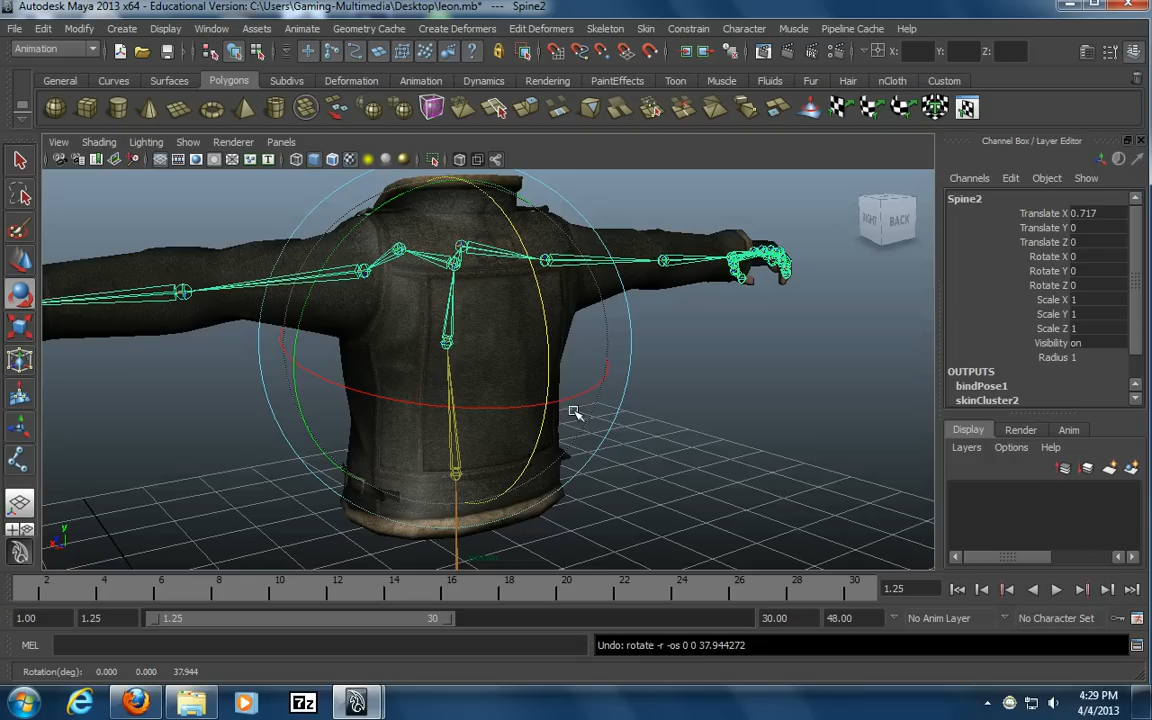 Autodesk Maya 2013 x64 - Educational Version: C:\Users\Gaming-Multimedia\Desktop\leon.mb* --- Spine2
File Edit Modify Create Display Window Assets Animate Geometry Cache Create Deformers Edit Deformers Skeleton Skin Constrain Character Muscle Pipeline Cache Help
Animation X: Y: Z:
General Curves Surfaces Polygons Subdivs Deformation Animation Dynamics Rendering PaintEffects Toon Muscle Fluids Fur Hair nCloth Custom
View Shading Lighting Show Renderer Panels
Channel Box / Layer Editor
Channels Edit Object Show
Spine2
Translate X 0.717
Translate Y 0
Translate Z 0
Rotate X 0
Rotate Y 0
Rotate Z 0
Scale X 1
Scale Y 1
Scale Z 1
Visibility on
Radius 1
OUTPUTS
bindPose1
skinCluster2
RIGHT BACK
Display Render Anim
Layers Options Help
y
x
2 4 6 8 10 12 14 16 18 20 22 24 26 28 30
1.25
1.00 1.25 1.25 30 30.00 48.00 No Anim Layer No Character Set
MEL Undo: rotate -r -os 0 0 37.944272
Rotation(deg): 0.000 0.000 37.944
7z
4:29 PM
4/4/2013